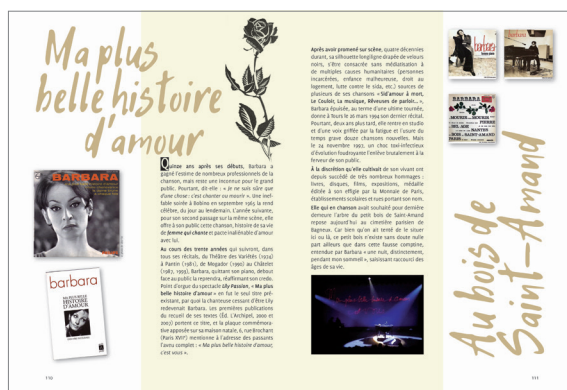 Ma plus
belle histoire
d'amour
Quinze ans après ses débuts, Barbara a
gagné l'estime de nombreux professionnels de la
chanson, mais reste une inconnue pour le grand
public. Pourtant, dit-elle : « Je ne suis sûre que
d'une chose : c'est chanter ou mourir ». Une inef-
fable soirée à Bobino en septembre 1965 la rend
célèbre, du jour au lendemain. L'année suivante,
pour son second passage sur la même scène, elle
offre à son public cette chanson, histoire de sa vie
de femme qui chante et pacte inaltérable d'amour
avec lui.
Au cours des trente années qui suivront, dans
tous ses récitals, du Théâtre des Variétés (1974)
à Pantin (1981), de Mogador (1990) au Châtelet
(1987, 1993), Barbara, quittant son piano, debout
face au public la reprendra, réaffirmant son credo.
Point d'orgue du spectacle Lily Passion, « Ma plus
belle histoire d'amour » en fut le seul titre pré-
existant, par quoi la chanteuse cessant d'être Lily
redevenait Barbara. Les premières publications
du recueil de ses textes (Éd. L'Archipel, 2000 et
2007) portent ce titre, et la plaque commémora-
tive apposée sur sa maison natale, 6, rue Brochant
(Paris XVIIe) mentionne à l'adresse des passants
l'aveu complet : « Ma plus belle histoire d'amour,
c'est vous ».
BARBARA
barbara
MA PLUS BELLE
HISTOIRE
D'AMOUR
110
Après avoir promené sur scène, quatre décennies
durant, sa silhouette longiligne drapée de velours
noirs, s'être consacrée sans médiatisation à
de multiples causes humanitaires (personnes
incarcérées, enfance malheureuse, droit au
logement, lutte contre le sida, etc.) sources de
plusieurs de ses chansons « Sid'amour à mort,
Le Couloir, La musique, Rêveuses de parloir... »,
Barbara épuisée, au terme d'une ultime tournée,
donne à Tours le 26 mars 1994 son dernier récital.
Pourtant, deux ans plus tard, elle rentre en studio
et d'une voix griffée par la fatigue et l'usure du
temps grave douze chansons nouvelles. Mais
le 24 novembre 1997, un choc toxi-infectieux
d'évolution foudroyante l'enlève brutalement à la
ferveur de son public.
À la discrétion qu'elle cultivait de son vivant ont
depuis succédé de très nombreux hommages :
livres, disques, films, expositions, médaille
éditée à son effigie par la Monnaie de Paris,
établissements scolaires et rues portant son nom.
Elle qui en chanson avait souhaité pour dernière
demeure l'arbre du petit bois de Saint-Amand
repose aujourd'hui au cimetière parisien de
Bagneux. Car bien qu'on ait tenté de le situer
ici ou là, ce petit bois n'existe sans doute nulle
part ailleurs que dans cette fausse comptine,
entendue par Barbara « une nuit, distinctement,
pendant mon sommeil », saisissant raccourci des
âges de sa vie.
barbara
barbara
BARBARA
Au bois de
Saint-Amand
111